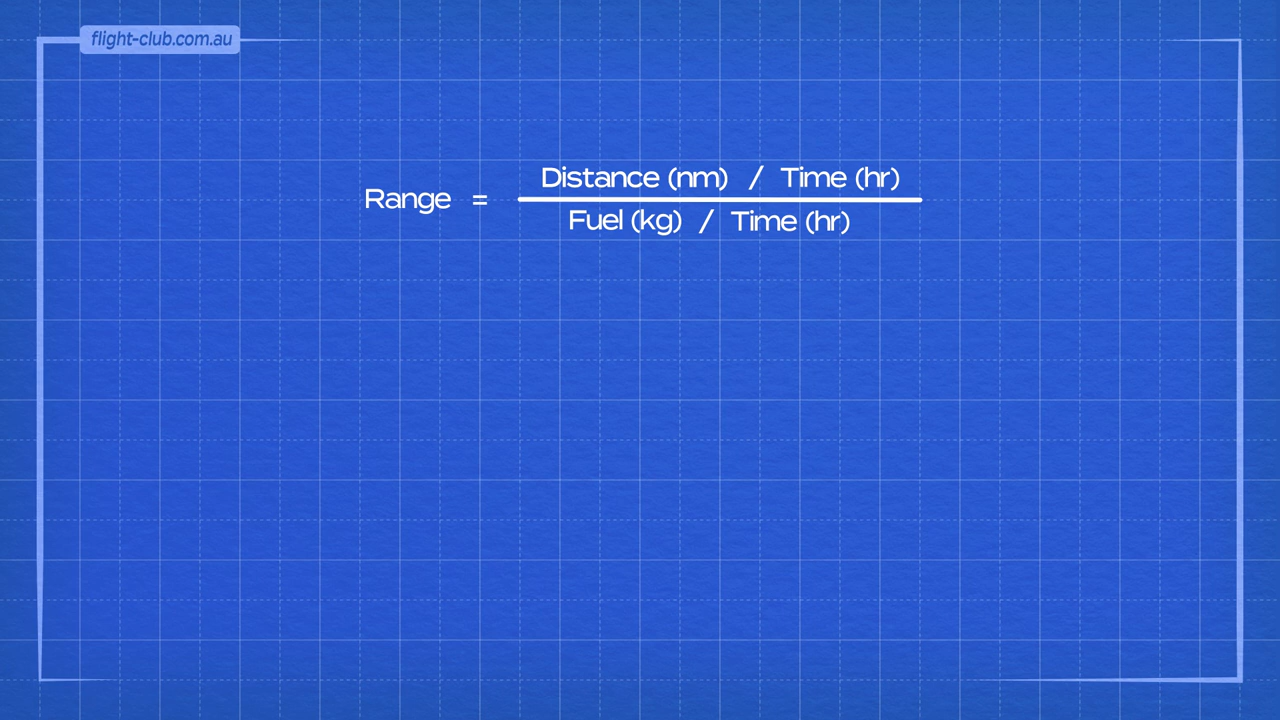 flight-club.com.au
Distance (nm) / Time (hr)
Range =
Fuel (kg) / Time (hr)